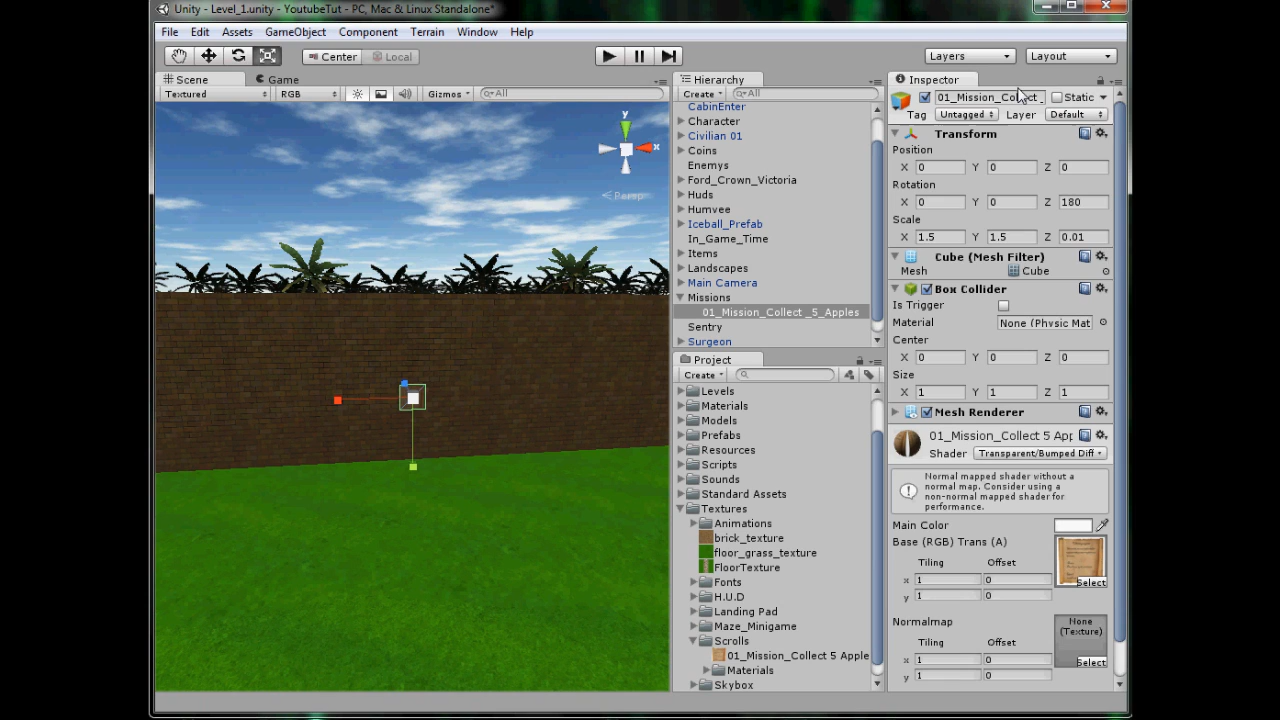 Unity - Level_1.unity - YoutubeTut - PC, Mac & Linux Standalone*
File Edit Assets GameObject Component Terrain Window Help
Center Local Layers Layout
Scene Game
Textured RGB Gizmos All
y
x
Persp
Hierarchy
Create All
CabinEnter
Character
Civilian 01
Coins
Enemys
Ford_Crown_Victoria
Huds
Humvee
Iceball_Prefab
In_Game_Time
Items
Landscapes
Main Camera
Missions
01_Mission_Collect _5_Apples
Sentry
Surgeon
Project
Create
Levels
Materials
Models
Prefabs
Resources
Scripts
Sounds
Standard Assets
Textures
Animations
brick_texture
floor_grass_texture
FloorTexture
Fonts
H.U.D
Landing Pad
Maze_Minigame
Scrolls
01_Mission_Collect 5 Apple
Materials
Skybox
Inspector
01_Mission_Collect _ Static
Tag Untagged Layer Default
Transform
Position
X 0 Y 0 Z 0
Rotation
X 0 Y 0 Z 180
Scale
X 1.5 Y 1.5 Z 0.01
Cube (Mesh Filter)
Mesh Cube
Box Collider
Is Trigger
Material None (Physic Mat
Center
X 0 Y 0 Z 0
Size
X 1 Y 1 Z 1
Mesh Renderer
01_Mission_Collect 5 App
Shader Transparent/Bumped Diff
Normal mapped shader without a
normal map. Consider using a
non-normal mapped shader for
performance.
Main Color
Base (RGB) Trans (A)
Tiling Offset
x 1 0
y 1 0
Select
Normalmap
None
(Texture)
Tiling Offset
x 1 0
y 1 0
Select